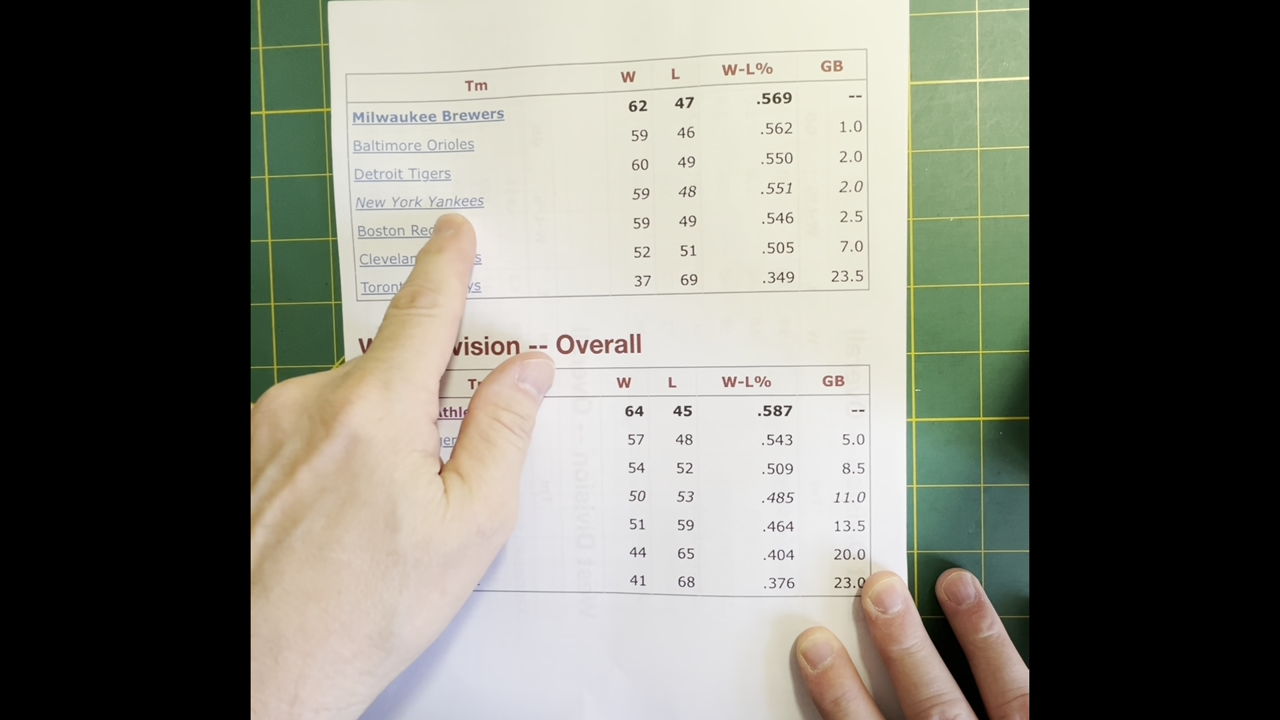 Tm W L W-L% GB
Milwaukee Brewers 62 47 .569 --
Baltimore Orioles 59 46 .562 1.0
Detroit Tigers 60 49 .550 2.0
New York Yankees 59 48 .551 2.0
Boston 59 49 .546 2.5
52 51 .505 7.0
37 69 .349 23.5
-- Overall
W L W-L% GB
64 45 .587 --
57 48 .543 5.0
54 52 .509 8.5
50 53 .485 11.0
51 59 .464 13.5
44 65 .404 20.0
41 68 .376 23.0